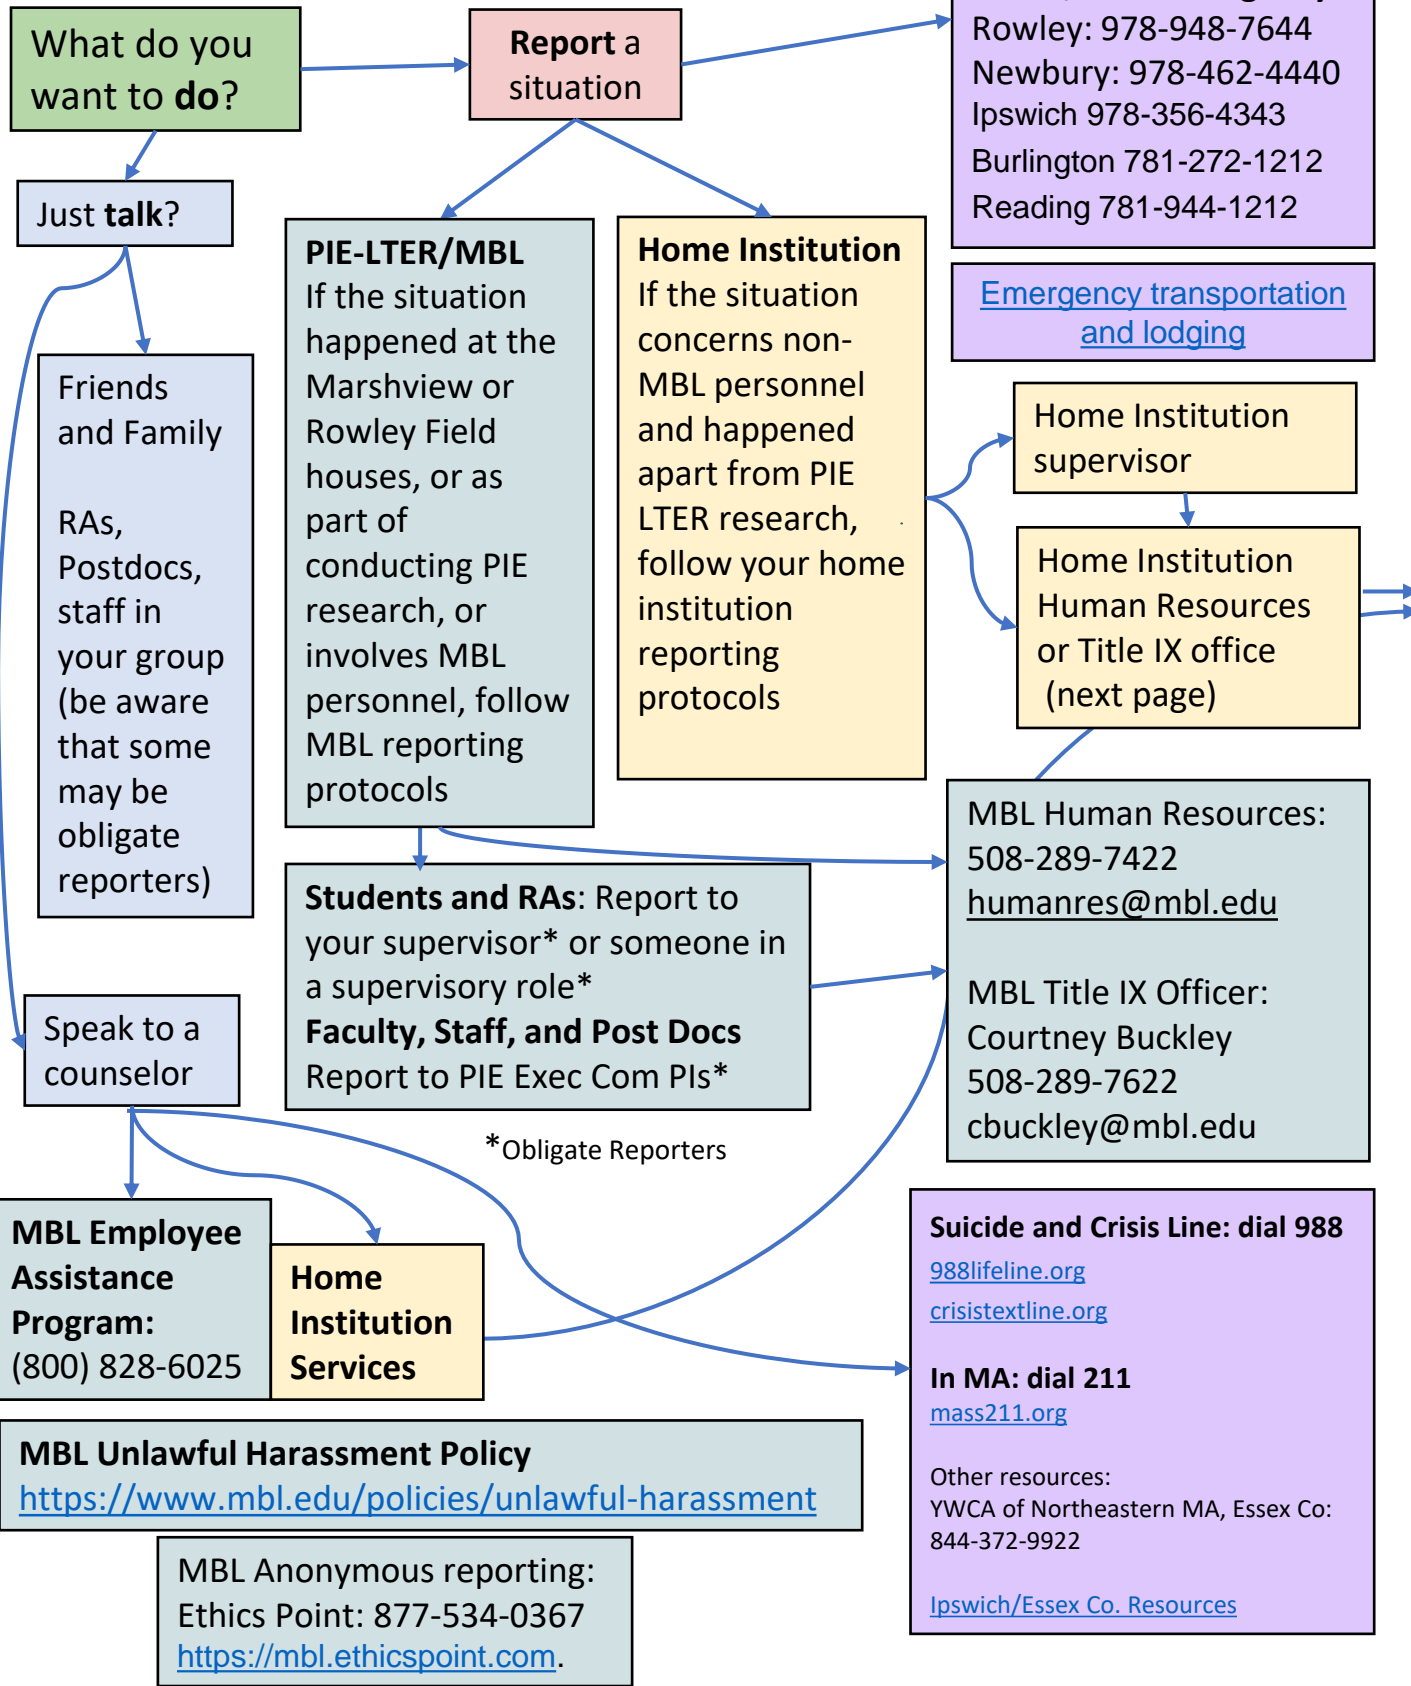 What do you
want to do?
Report a
situation
Rowley: 978-948-7644
Newbury: 978-462-4440
Ipswich 978-356-4343
Burlington 781-272-1212
Reading 781-944-1212
Emergency transportation
and lodging
Just talk?
Friends
and Family
RAs,
Postdocs,
staff in
your group
(be aware
that some
may be
obligate
reporters)
PIE-LTER/MBL
If the situation
happened at the
Marshview or
Rowley Field
houses, or as
part of
conducting PIE
research, or
involves MBL
personnel, follow
MBL reporting
protocols
Home Institution
If the situation
concerns non-
MBL personnel
and happened
apart from PIE
LTER research,
follow your home
institution
reporting
protocols
Home Institution
supervisor
Home Institution
Human Resources
or Title IX office
(next page)
Students and RAs: Report to
your supervisor* or someone in
a supervisory role*
Faculty, Staff, and Post Docs
Report to PIE Exec Com PIs*
*Obligate Reporters
MBL Human Resources:
508-289-7422
humanres@mbl.edu
MBL Title IX Officer:
Courtney Buckley
508-289-7622
cbuckley@mbl.edu
Speak to a
counselor
MBL Employee
Assistance
Program:
(800) 828-6025
Home
Institution
Services
Suicide and Crisis Line: dial 988
988lifeline.org
crisistextline.org
In MA: dial 211
mass211.org
Other resources:
YWCA of Northeastern MA, Essex Co:
844-372-9922
Ipswich/Essex Co. Resources
MBL Unlawful Harassment Policy
https://www.mbl.edu/policies/unlawful-harassment
MBL Anonymous reporting:
Ethics Point: 877-534-0367
https://mbl.ethicspoint.com.